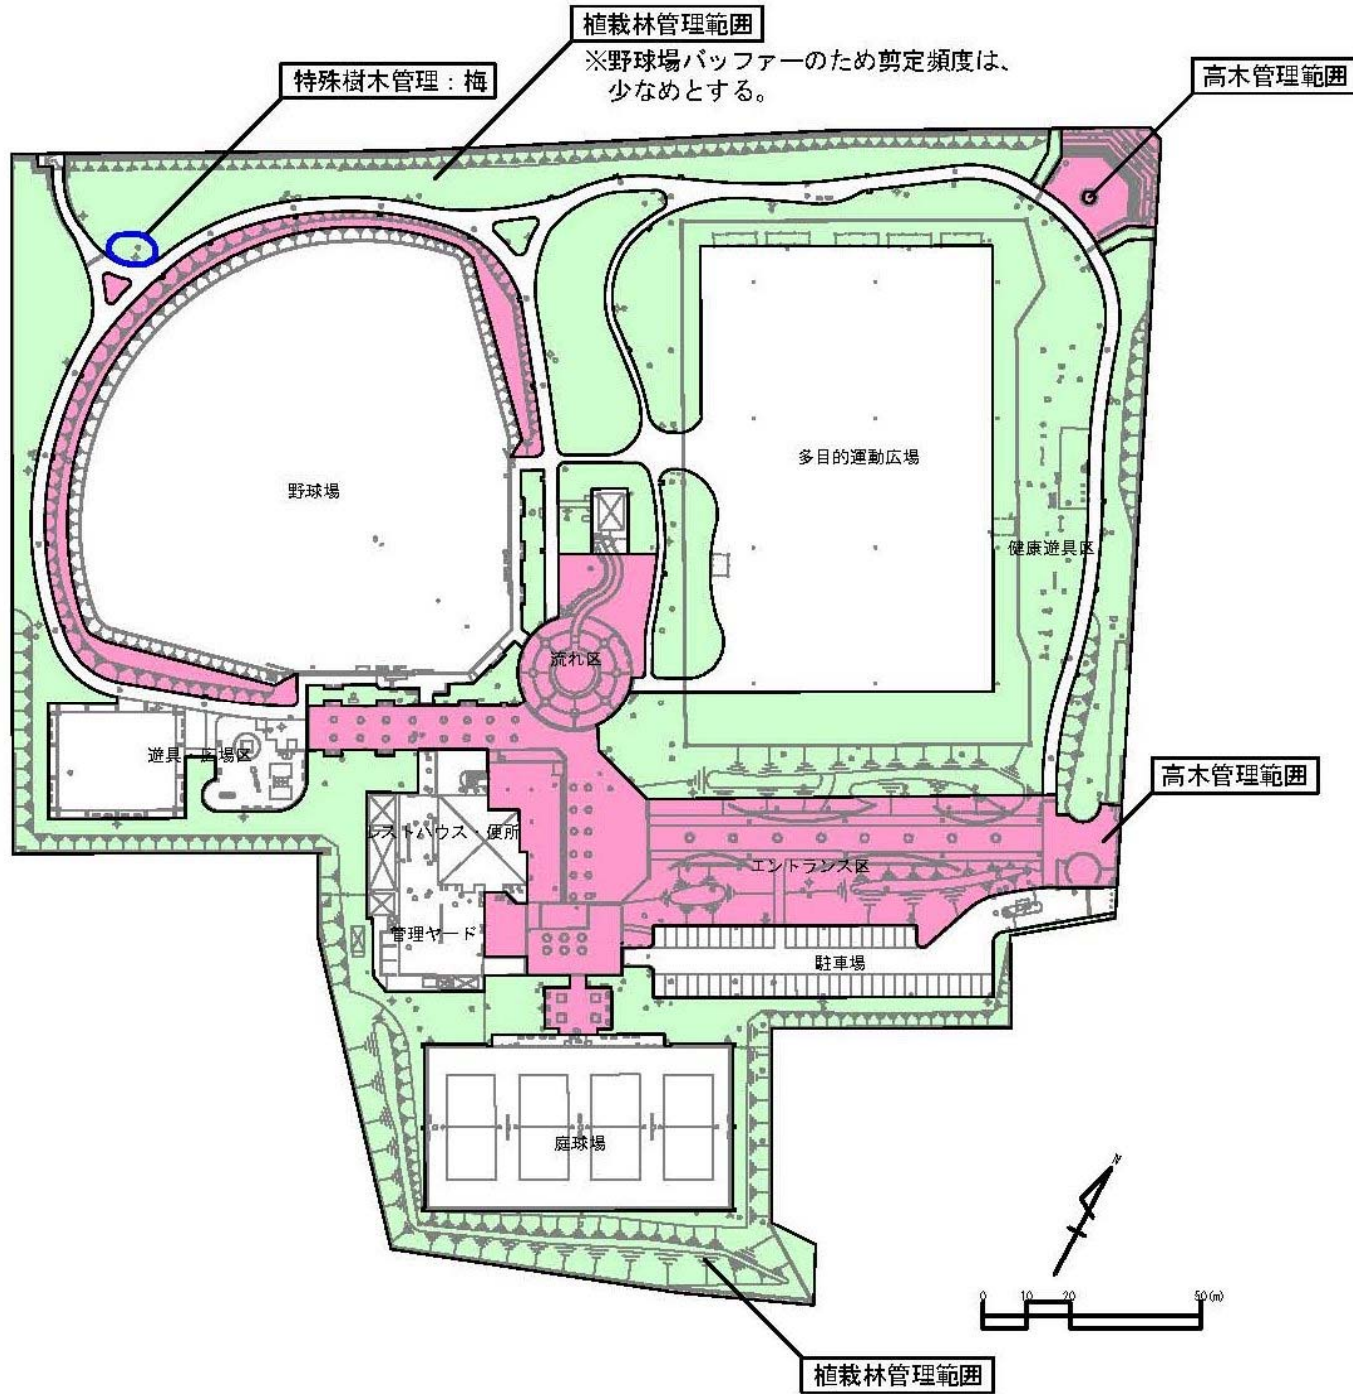 植栽林管理範囲
※野球場バッファーのため剪定頻度は、
少なめとする。
特殊樹木管理：梅
高木管理範囲
野球場
多目的運動広場
健康遊具区
流れ区
遊具・広場区
高木管理範囲
レストハウス・便所
エントランス区
管理ヤード
駐車場
庭球場
N
0 10 20 50(m)
植栽林管理範囲